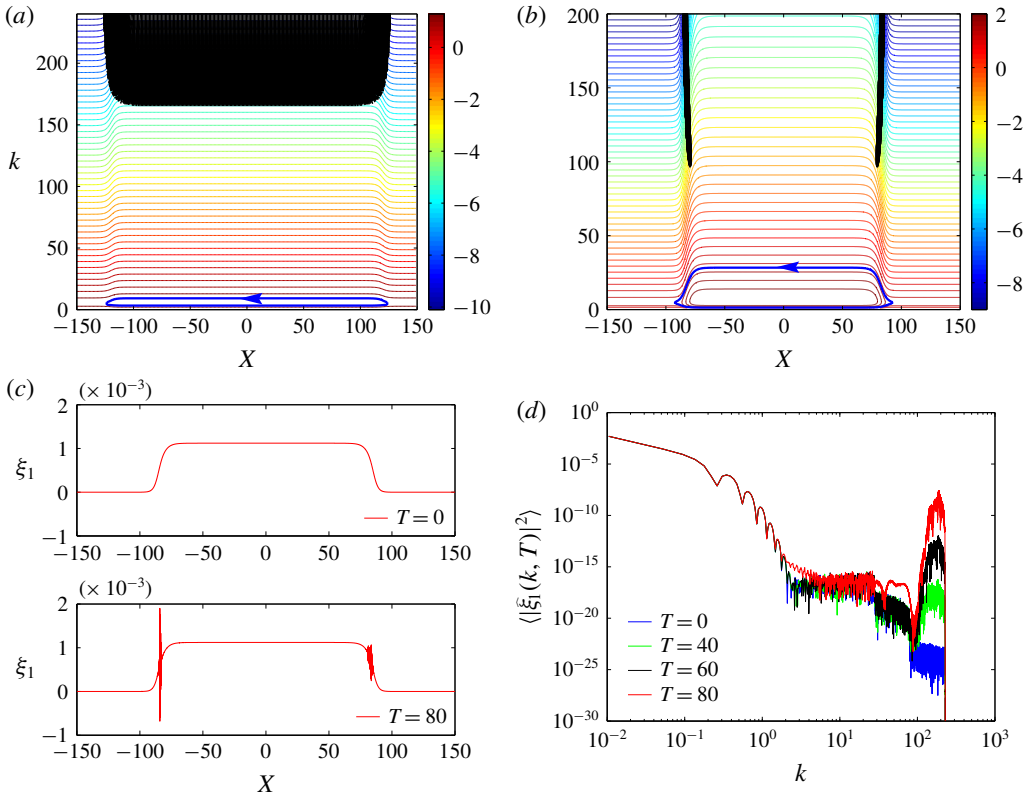 (a)
(b)
0
−2
−4
−6
−8
−10
2
0
−2
−4
−6
−8
200
150
100
50
0
k
−150 −100 −50 0 50 100 150
X
200
150
100
50
0
−150 −100 −50 0 50 100 150
X
(c)
(× 10⁻³)
2
1
0
−1
ξ₁
T = 0
−150 −100 −50 0 50 100 150
(× 10⁻³)
2
1
0
−1
ξ₁
T = 80
−150 −100 −50 0 50 100 150
X
(d)
10⁰
10⁻⁵
10⁻¹⁰
10⁻¹⁵
10⁻²⁰
10⁻²⁵
10⁻³⁰
⟨|ξ̂₁(k, T)|²⟩
T = 0
T = 40
T = 60
T = 80
10⁻² 10⁻¹ 10⁰ 10¹ 10² 10³
k